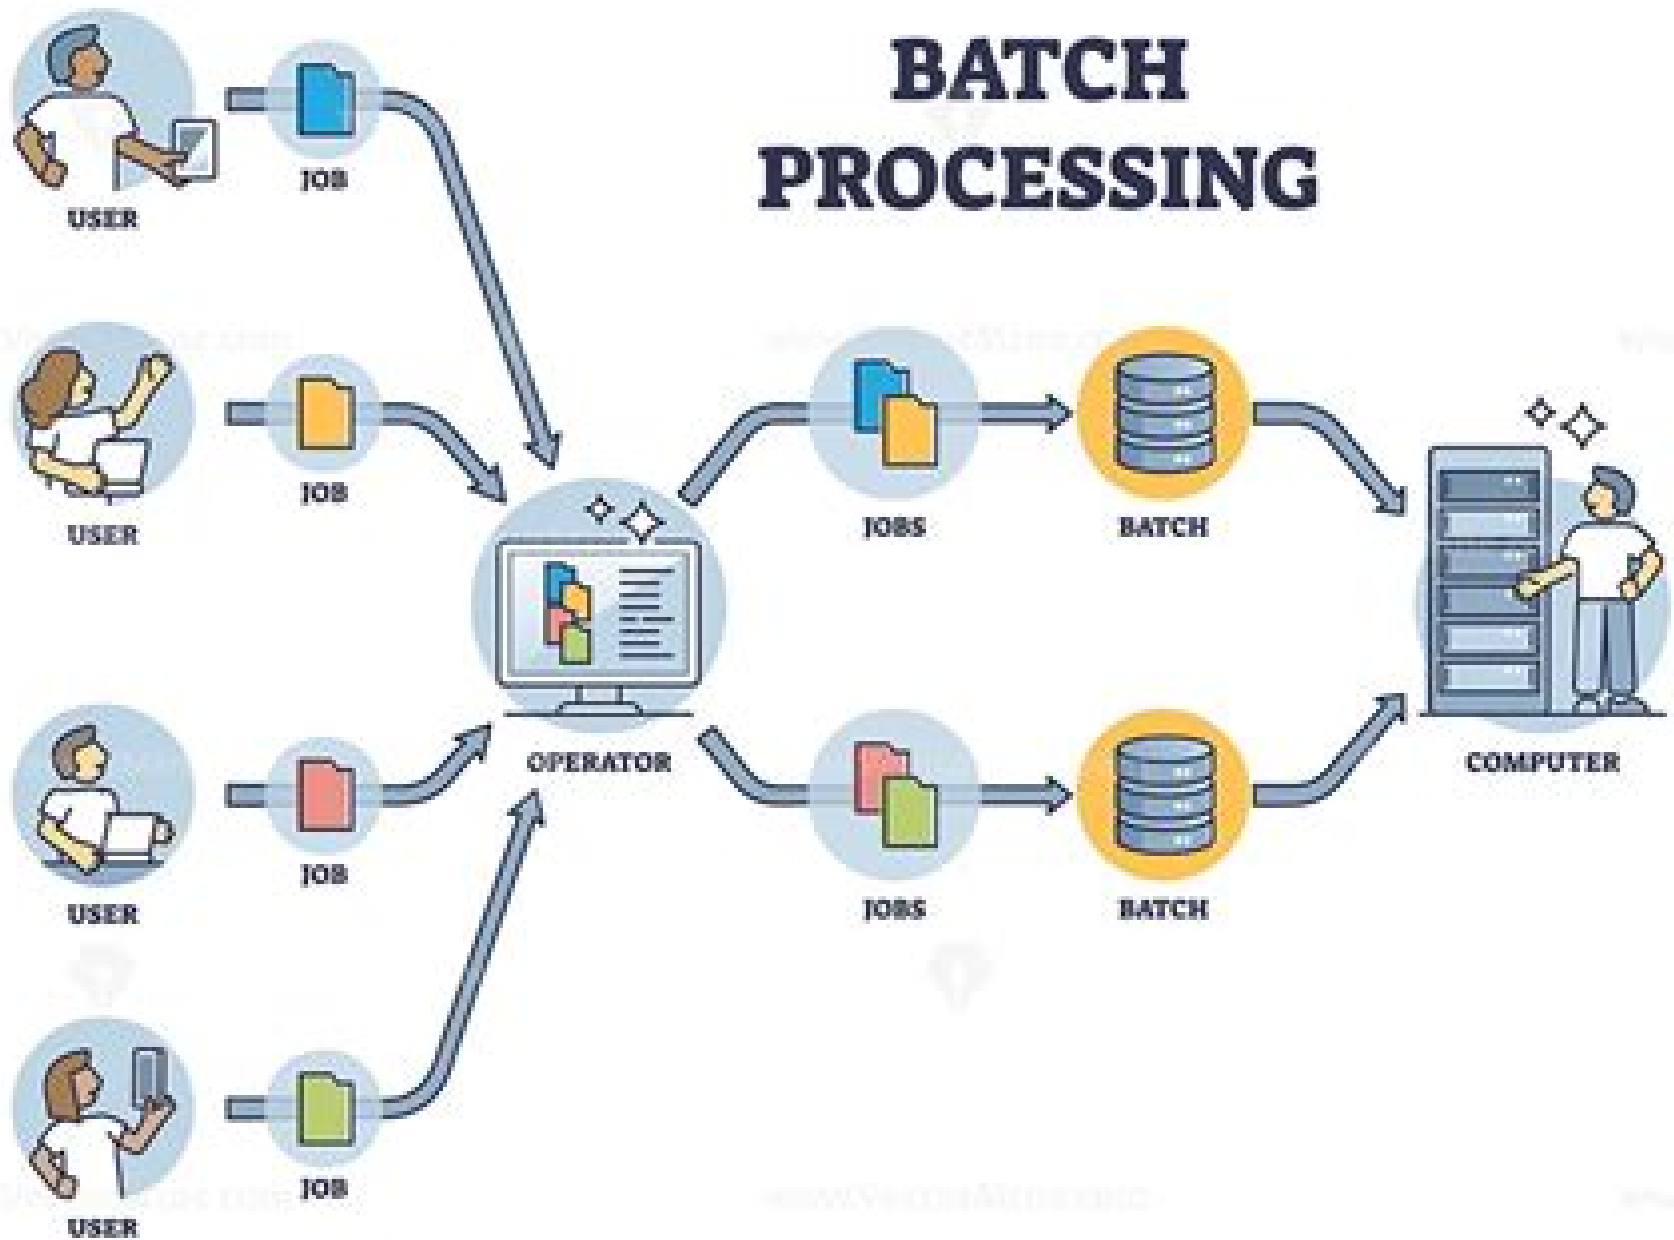 BATCH
PROCESSING
USER
JOB
USER
JOB
USER
JOB
USER
JOB
OPERATOR
JOBS
BATCH
JOBS
BATCH
COMPUTER